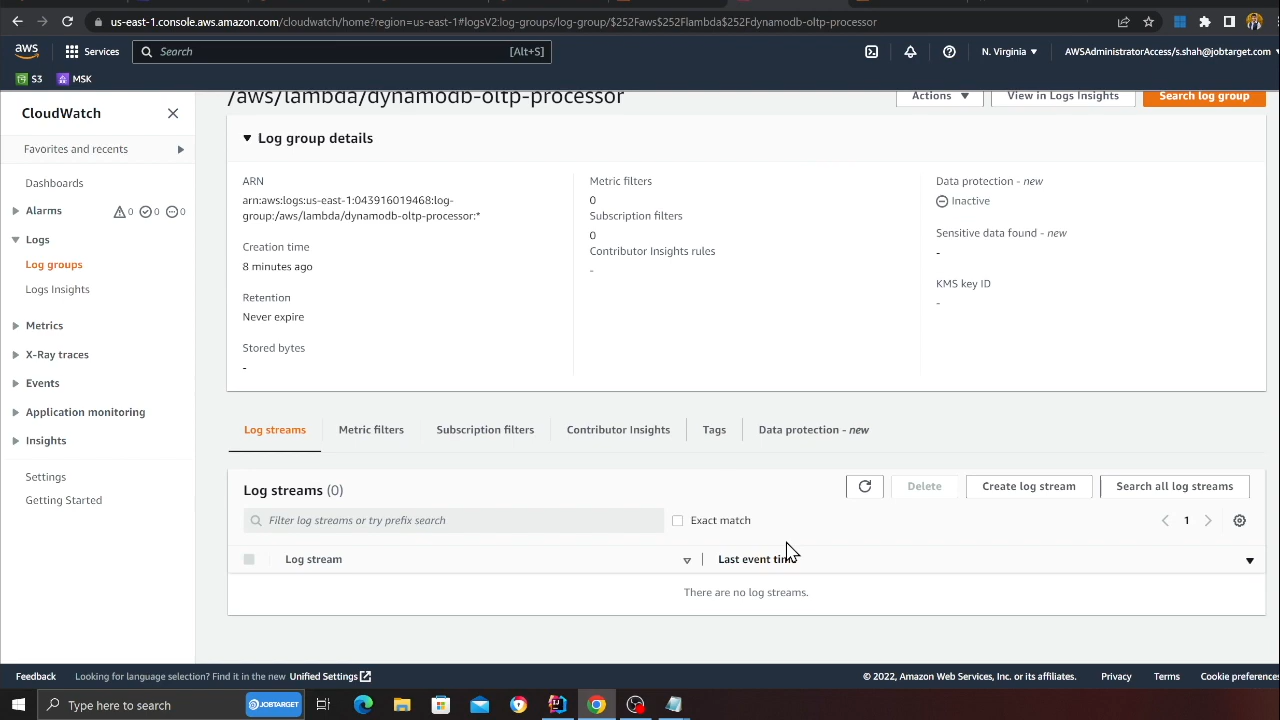 us-east-1.console.aws.amazon.com/cloudwatch/home?region=us-east-1#logsV2:log-groups/log-group/$252Faws$252Flambda$252Fdynamodb-oltp-processor
aws
Services
Search
[Alt+S]
N. Virginia
AWSAdministratorAccess/s.shah@jobtarget.com
S3
MSK
CloudWatch
Favorites and recents
Dashboards
Alarms
0
0
0
Logs
Log groups
Logs Insights
Metrics
X-Ray traces
Events
Application monitoring
Insights
Settings
Getting Started
/aws/lambda/dynamodb-oltp-processor
Actions
View in Logs Insights
Search log group
Log group details
ARN
arn:aws:logs:us-east-1:043916019468:log-
group:/aws/lambda/dynamodb-oltp-processor:*
Creation time
8 minutes ago
Retention
Never expire
Stored bytes
-
Metric filters
0
Subscription filters
0
Contributor Insights rules
-
Data protection - new
Inactive
Sensitive data found - new
-
KMS key ID
-
Log streams
Metric filters
Subscription filters
Contributor Insights
Tags
Data protection - new
Log streams (0)
Delete
Create log stream
Search all log streams
Filter log streams or try prefix search
Exact match
1
Log stream
Last event time
There are no log streams.
Feedback
Looking for language selection? Find it in the new Unified Settings
© 2022, Amazon Web Services, Inc. or its affiliates.
Privacy
Terms
Cookie preferences
Type here to search
JOBTARGET